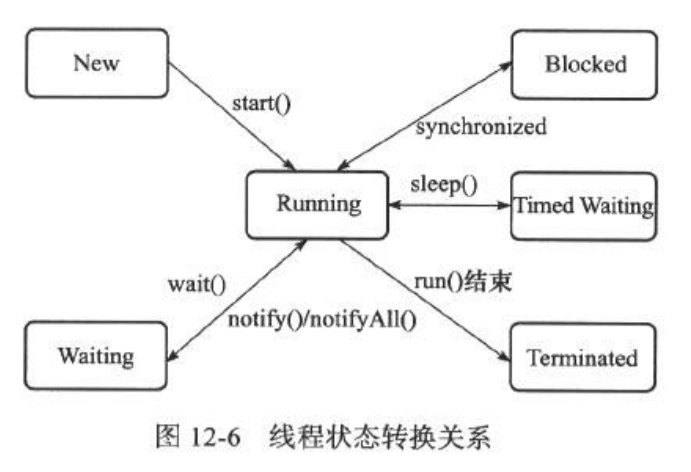 New
Blocked
start()
synchronized
Running
sleep()
Timed Waiting
wait()
run()结束
notify()/notifyAll()
Waiting
Terminated
图 12-6 线程状态转换关系